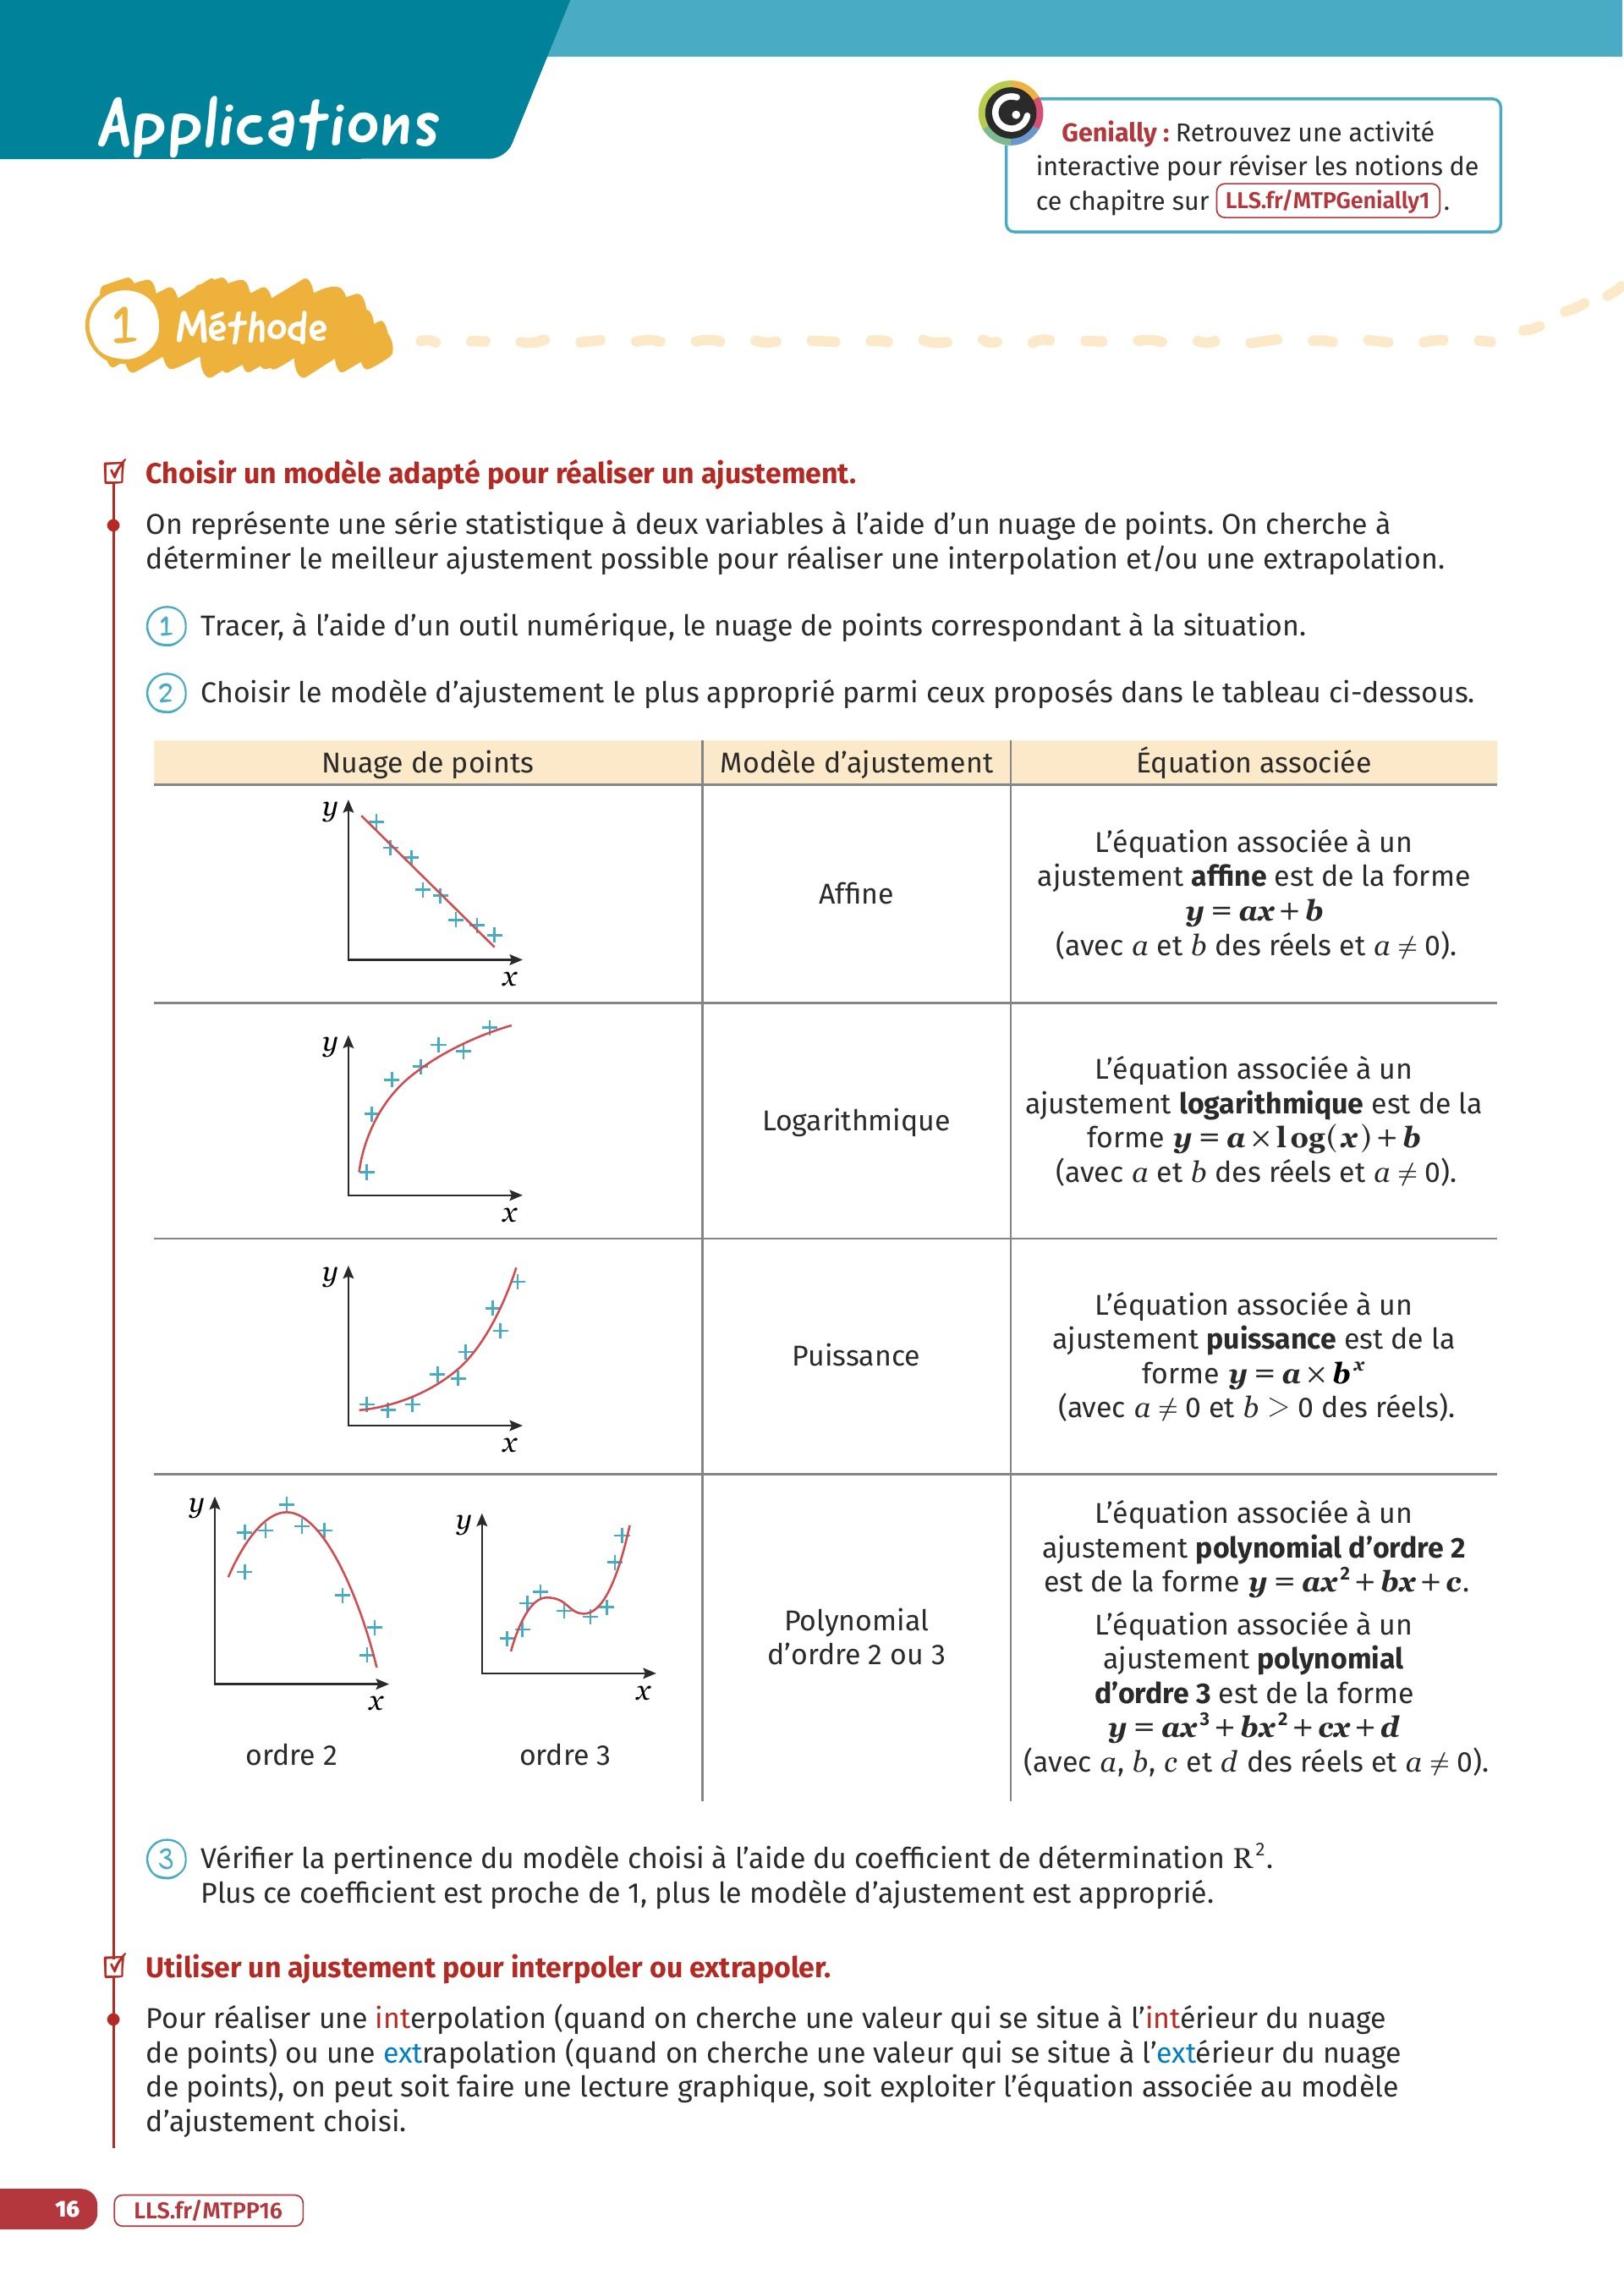 Applications
Genially : Retrouvez une activité
interactive pour réviser les notions de
ce chapitre sur LLS.fr/MTPGenially1 .
1 Méthode
Choisir un modèle adapté pour réaliser un ajustement.
On représente une série statistique à deux variables à l’aide d’un nuage de points. On cherche à
déterminer le meilleur ajustement possible pour réaliser une interpolation et/ou une extrapolation.
1 Tracer, à l’aide d’un outil numérique, le nuage de points correspondant à la situation.
2 Choisir le modèle d’ajustement le plus approprié parmi ceux proposés dans le tableau ci-dessous.
Nuage de points Modèle d’ajustement Équation associée
y
x
Affine
L’équation associée à un
ajustement affine est de la forme
y = ax + b
(avec a et b des réels et a ≠ 0).
y
x
Logarithmique
L’équation associée à un
ajustement logarithmique est de la
forme y = a × log(x) + b
(avec a et b des réels et a ≠ 0).
y
x
Puissance
L’équation associée à un
ajustement puissance est de la
forme y = a × bˣ
(avec a ≠ 0 et b > 0 des réels).
y
x
ordre 2
y
x
ordre 3
Polynomial
d’ordre 2 ou 3
L’équation associée à un
ajustement polynomial d’ordre 2
est de la forme y = ax² + bx + c.
L’équation associée à un
ajustement polynomial
d’ordre 3 est de la forme
y = ax³ + bx² + cx + d
(avec a, b, c et d des réels et a ≠ 0).
3 Vérifier la pertinence du modèle choisi à l’aide du coefficient de détermination R².
Plus ce coefficient est proche de 1, plus le modèle d’ajustement est approprié.
Utiliser un ajustement pour interpoler ou extrapoler.
Pour réaliser une interpolation (quand on cherche une valeur qui se situe à l’intérieur du nuage
de points) ou une extrapolation (quand on cherche une valeur qui se situe à l’extérieur du nuage
de points), on peut soit faire une lecture graphique, soit exploiter l’équation associée au modèle
d’ajustement choisi.
16 LLS.fr/MTPP16